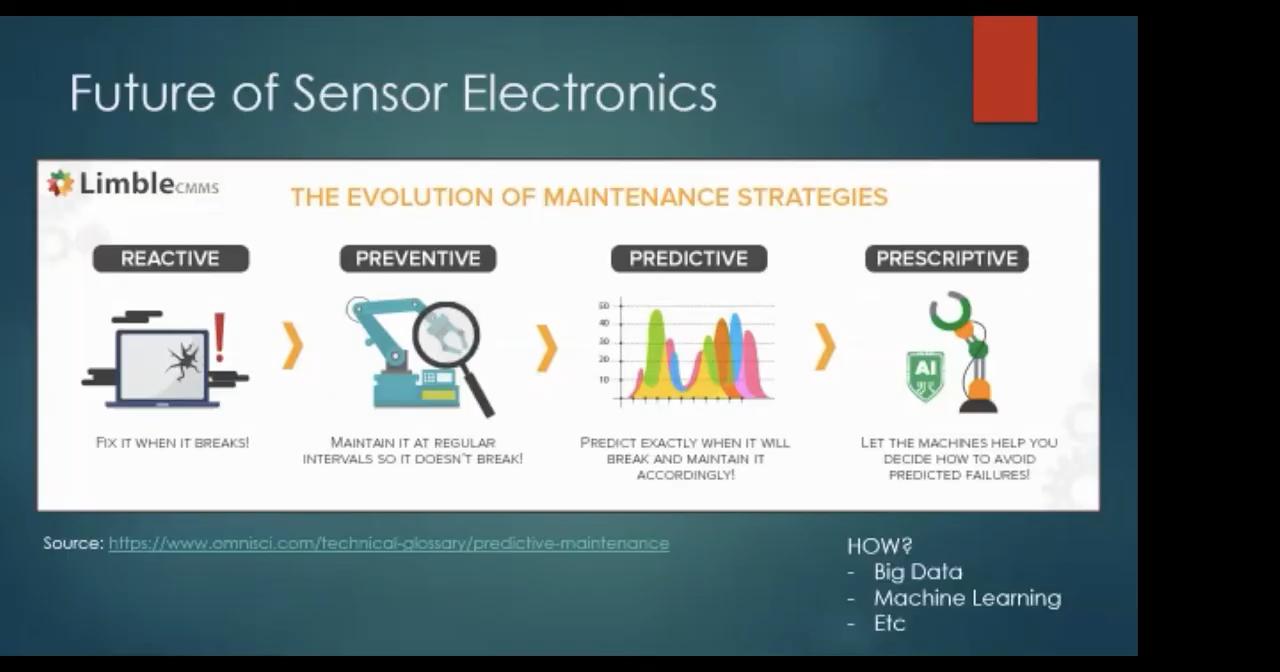 Future of Sensor Electronics
LimbleCMMS
THE EVOLUTION OF MAINTENANCE STRATEGIES
REACTIVE
PREVENTIVE
PREDICTIVE
PRESCRIPTIVE
50
40
30
20
10
AI
FIX IT WHEN IT BREAKS!
MAINTAIN IT AT REGULAR
INTERVALS SO IT DOESN'T BREAK!
PREDICT EXACTLY WHEN IT WILL
BREAK AND MAINTAIN IT
ACCORDINGLY!
LET THE MACHINES HELP YOU
DECIDE HOW TO AVOID
PREDICTED FAILURES!
Source: https://www.omnisci.com/technical-glossary/predictive-maintenance
HOW?
- Big Data
- Machine Learning
- Etc